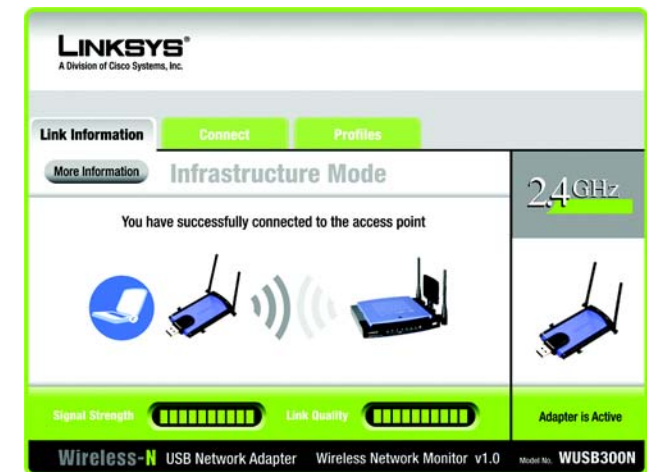 LINKSYS®
A Division of Cisco Systems, Inc.
Link Information Connect Profiles
More Information Infrastructure Mode
2.4GHz
You have successfully connected to the access point
Signal Strength Link Quality Adapter is Active
Wireless-N USB Network Adapter Wireless Network Monitor v1.0 Model No. WUSB300N